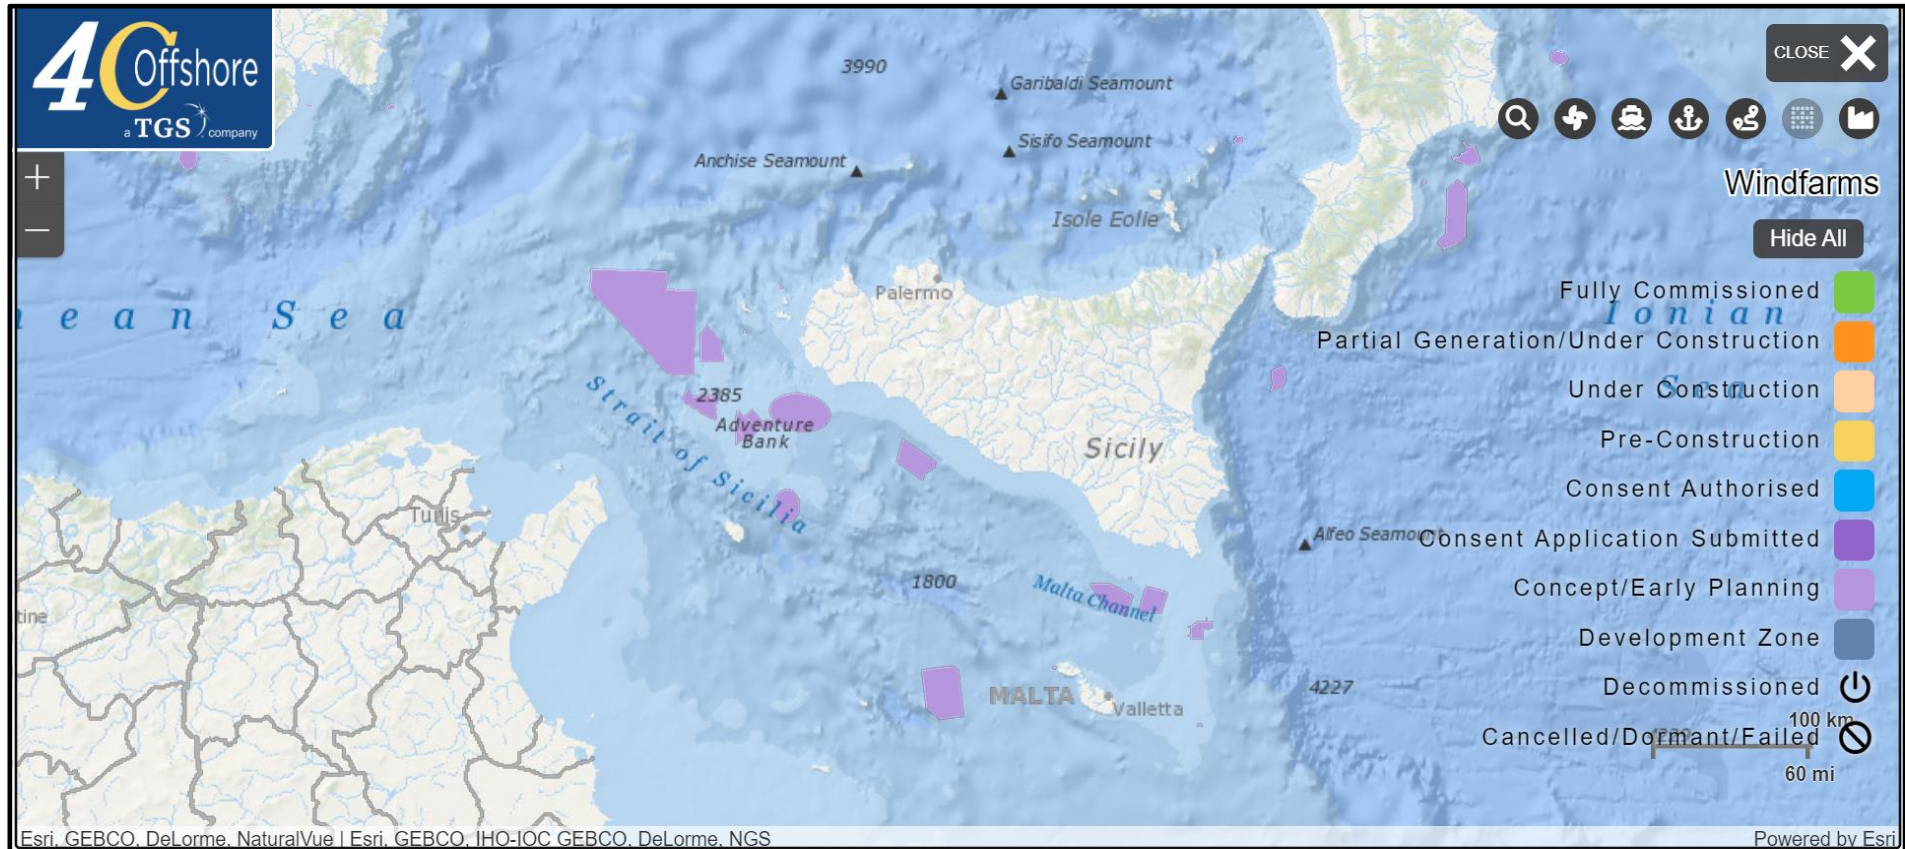 4C Offshore
a TGS company
CLOSE
3990
Garibaldi Seamount
Sisifo Seamount
Anchise Seamount
+
−
Windfarms
Isole Eolie
Hide All
Palermo
Fully Commissioned
n e a n S e a
Ionian
Partial Generation/Under Construction
Sea
Under Construction
2385
Strait of Sicilia
Adventure
Bank
Pre-Construction
Sicily
Consent Authorised
Tunis
Alfeo Seamount
Consent Application Submitted
1800
Malta Channel
Concept/Early Planning
tine
Development Zone
4227
Decommissioned
MALTA
Valletta
100 km
Cancelled/Dormant/Failed
60 mi
Esri, GEBCO, DeLorme, NaturalVue | Esri, GEBCO, IHO-IOC GEBCO, DeLorme, NGS
Powered by Esri